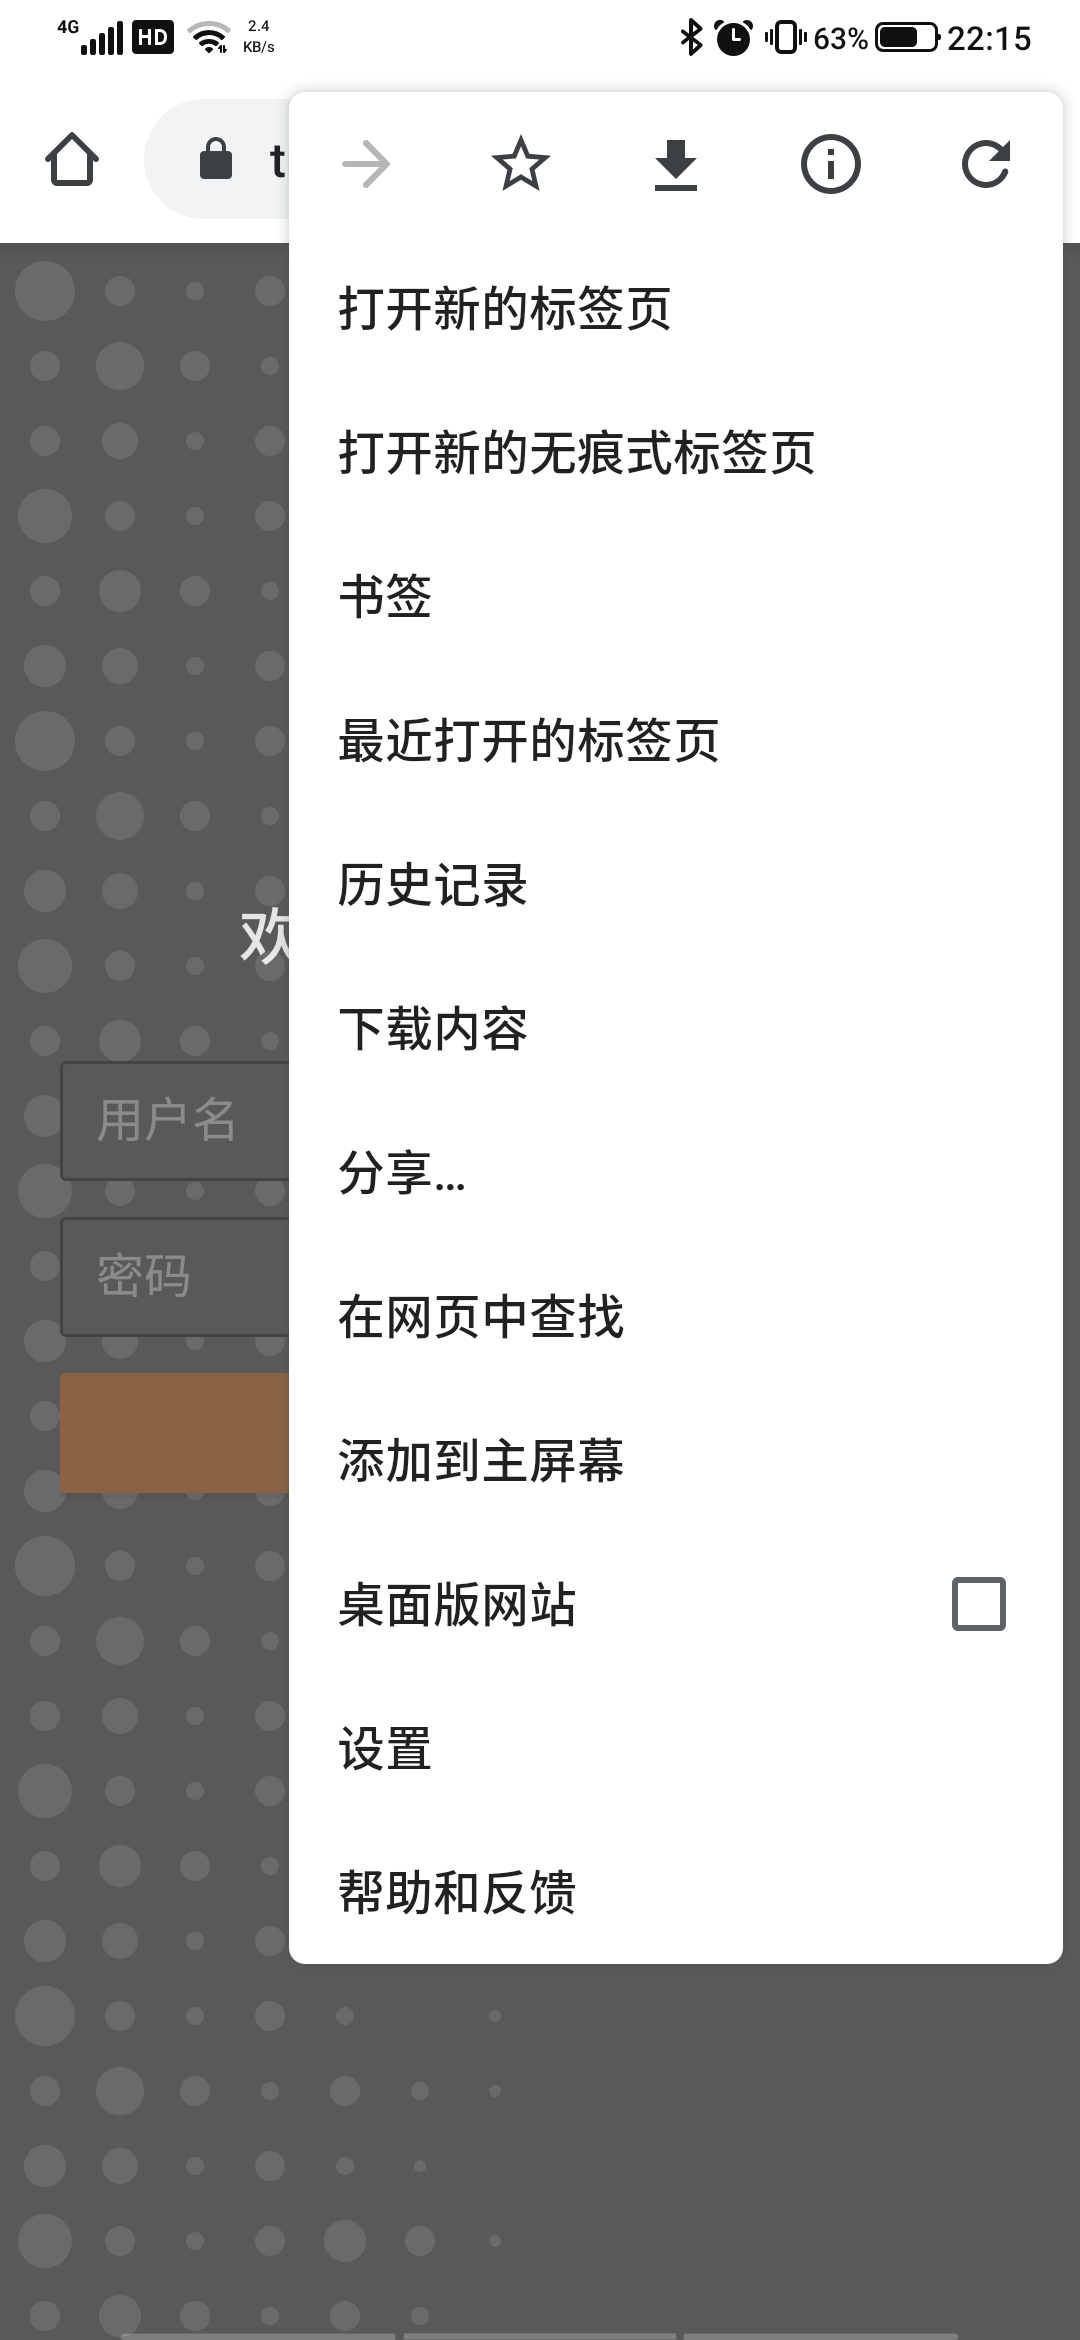 4G HD 2.4 KB/s 63% 22:15
t
打开新的标签页
打开新的无痕式标签页
书签
最近打开的标签页
历史记录
欢
下载内容
用户名
分享...
密码
在网页中查找
添加到主屏幕
桌面版网站
设置
帮助和反馈